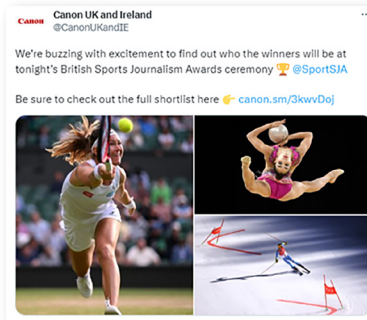 Canon
Canon UK and Ireland
@CanonUKandIE
We're buzzing with excitement to find out who the winners will be at
tonight's British Sports Journalism Awards ceremony 🏆 @SportSJA
Be sure to check out the full shortlist here 👉 canon.sm/3kwvDoj